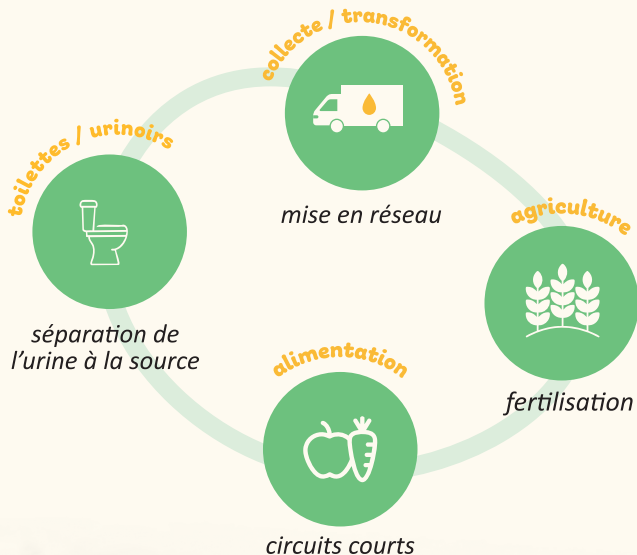 collecte / transformation
mise en réseau
toilettes / urinoirs
séparation de
l'urine à la source
agriculture
fertilisation
alimentation
circuits courts